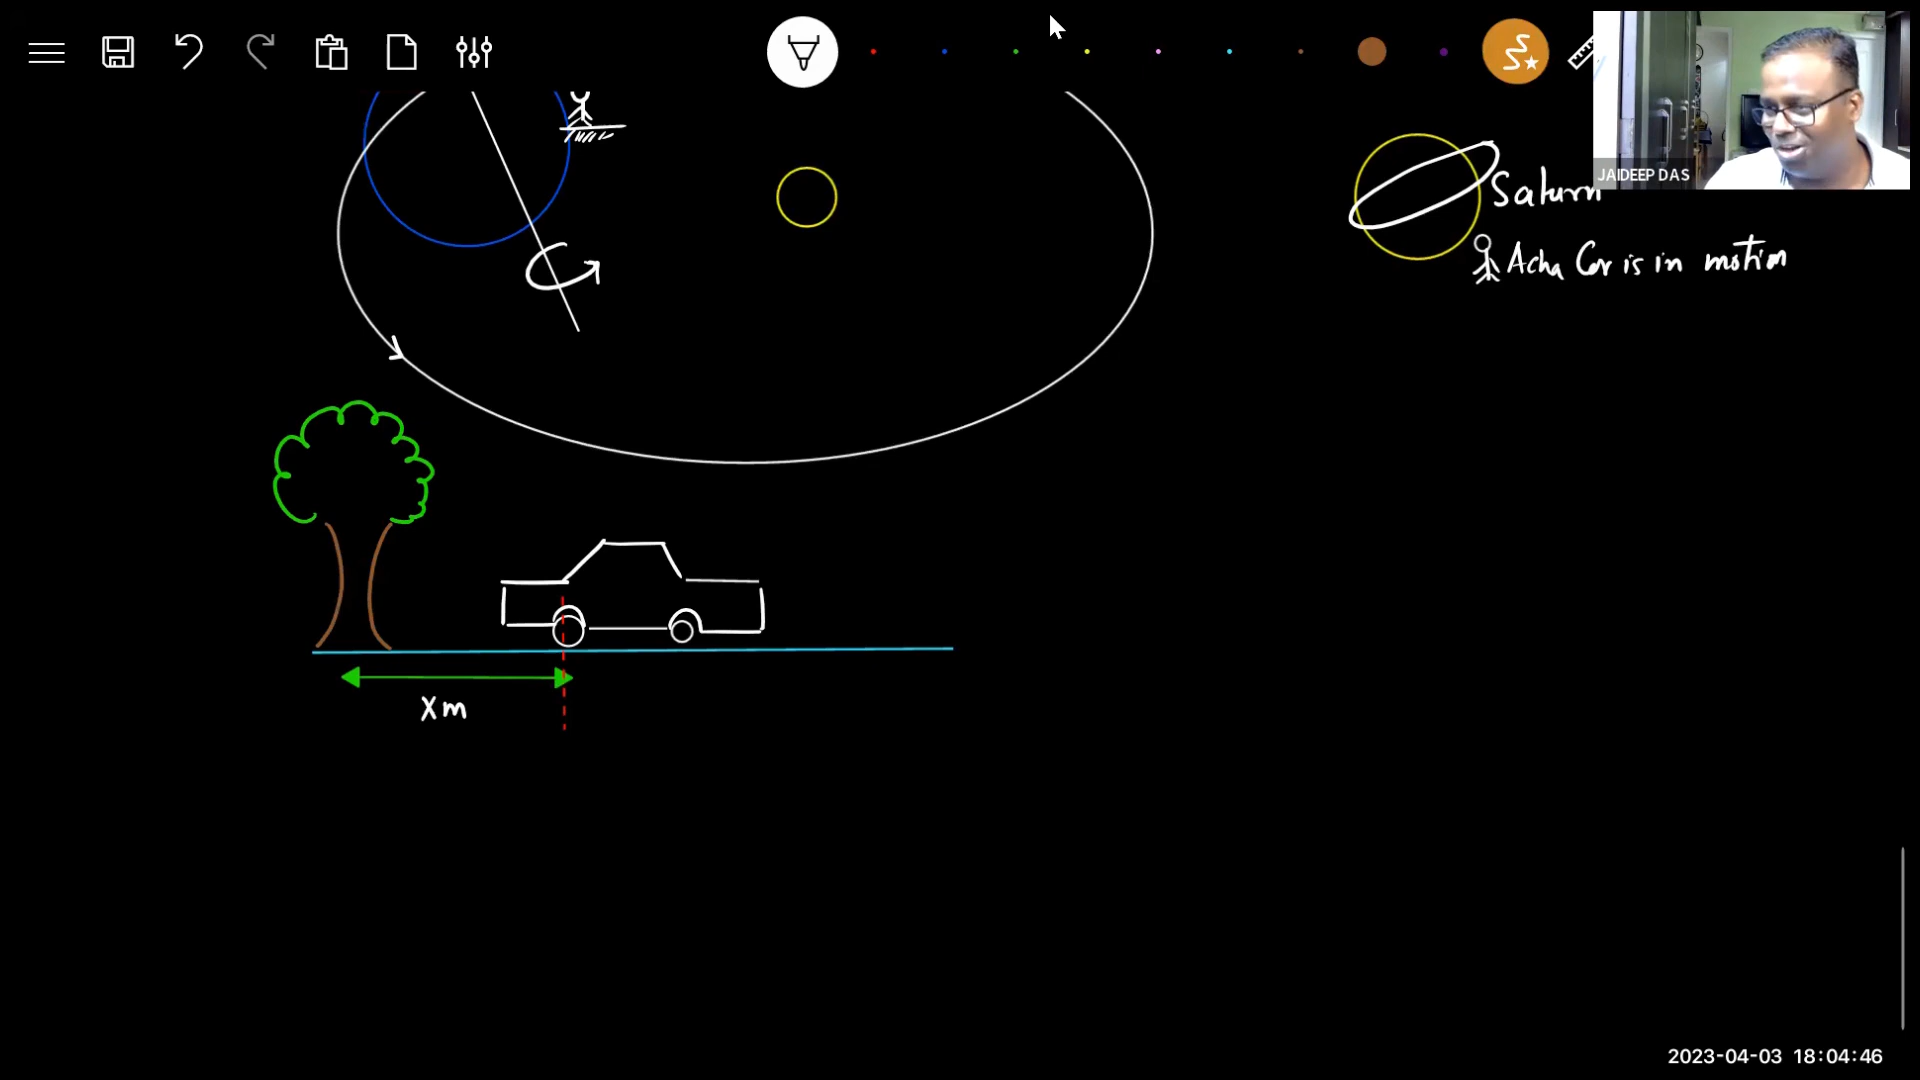 JAIDEEP DAS
Saturn
Acha Car is in motion
X m
2023-04-03 18:04:46